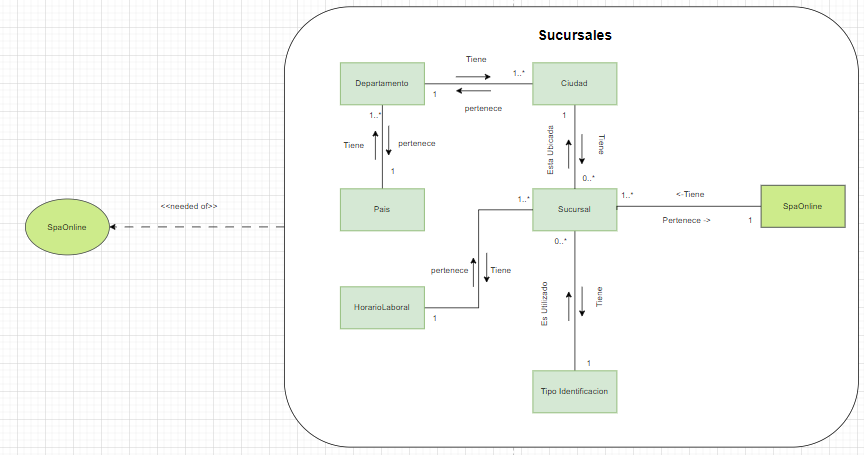 Sucursales
Tiene
Departamento
1..*
Ciudad
1
pertenece
1..*
1
Tiene
pertenece
Esta Ubicada
Tiene
1
0..*
<<needed of>>
SpaOnline
Pais
1..*
Sucursal
1..*
<-Tiene
Pertenece ->
1
SpaOnline
0..*
pertenece
Tiene
HorarioLaboral
1
Es Utilizado
Tiene
1
Tipo Identificacion